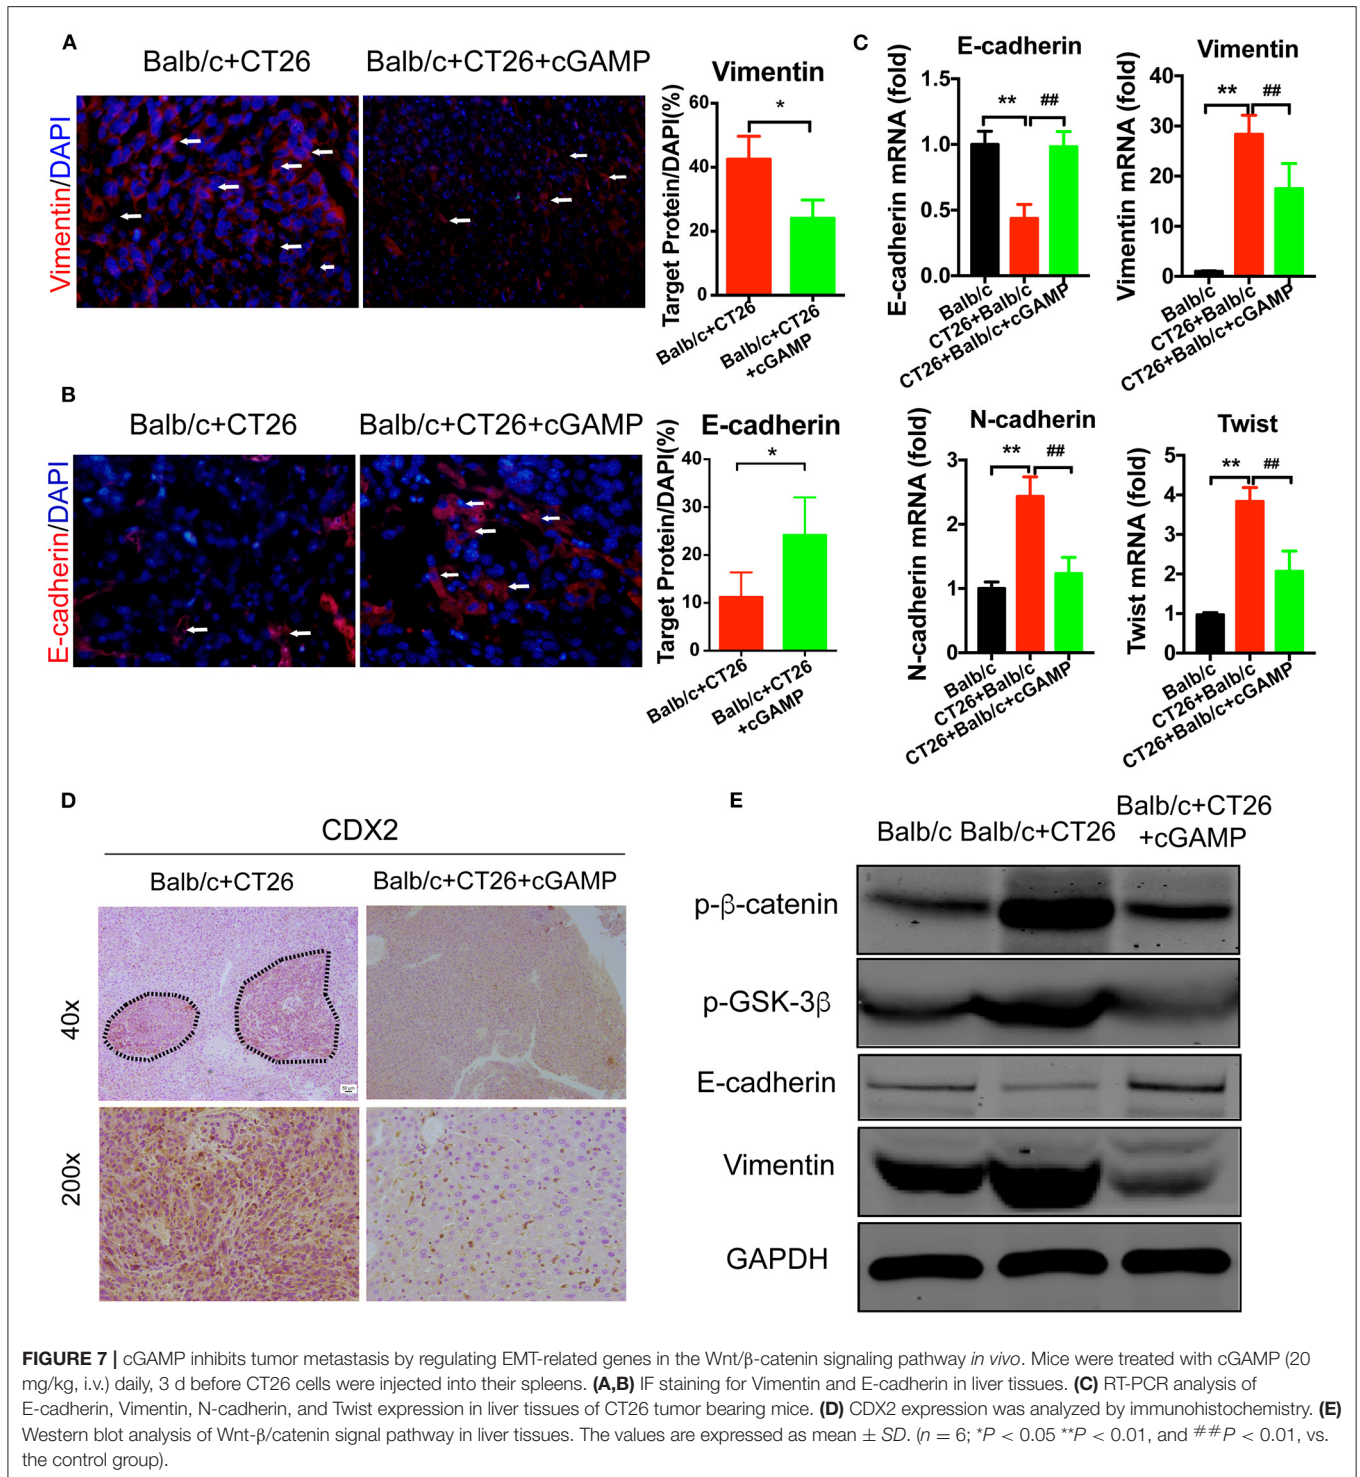 A
Balb/c+CT26
Balb/c+CT26+cGAMP
Vimentin/DAPI
Vimentin
Target Protein/DAPI(%)
60
40
20
0
*
Balb/c+CT26
Balb/c+CT26
+cGAMP
B
Balb/c+CT26
Balb/c+CT26+cGAMP
E-cadherin/DAPI
E-cadherin
Target Protein/DAPI(%)
40
30
20
10
0
*
Balb/c+CT26
Balb/c+CT26
+cGAMP
C
E-cadherin
E-cadherin mRNA (fold)
1.5
1.0
0.5
0.0
**
##
Balb/c
CT26+Balb/c
CT26+Balb/c+cGAMP
Vimentin
Vimentin mRNA (fold)
40
30
20
10
0
**
##
Balb/c
CT26+Balb/c
CT26+Balb/c+cGAMP
N-cadherin
N-cadherin mRNA (fold)
3
2
1
0
**
##
Balb/c
CT26+Balb/c
CT26+Balb/c+cGAMP
Twist
Twist mRNA (fold)
5
4
3
2
1
0
**
##
Balb/c
CT26+Balb/c
CT26+Balb/c+cGAMP
D
CDX2
Balb/c+CT26
Balb/c+CT26+cGAMP
40x
50 μm
200x
E
Balb/c Balb/c+CT26
Balb/c+CT26
+cGAMP
p-β-catenin
p-GSK-3β
E-cadherin
Vimentin
GAPDH
FIGURE 7 | cGAMP inhibits tumor metastasis by regulating EMT-related genes in the Wnt/β-catenin signaling pathway in vivo. Mice were treated with cGAMP (20
mg/kg, i.v.) daily, 3 d before CT26 cells were injected into their spleens. (A,B) IF staining for Vimentin and E-cadherin in liver tissues. (C) RT-PCR analysis of
E-cadherin, Vimentin, N-cadherin, and Twist expression in liver tissues of CT26 tumor bearing mice. (D) CDX2 expression was analyzed by immunohistochemistry. (E)
Western blot analysis of Wnt-β/catenin signal pathway in liver tissues. The values are expressed as mean ± SD. (n = 6; *P < 0.05 **P < 0.01, and ##P < 0.01, vs.
the control group).